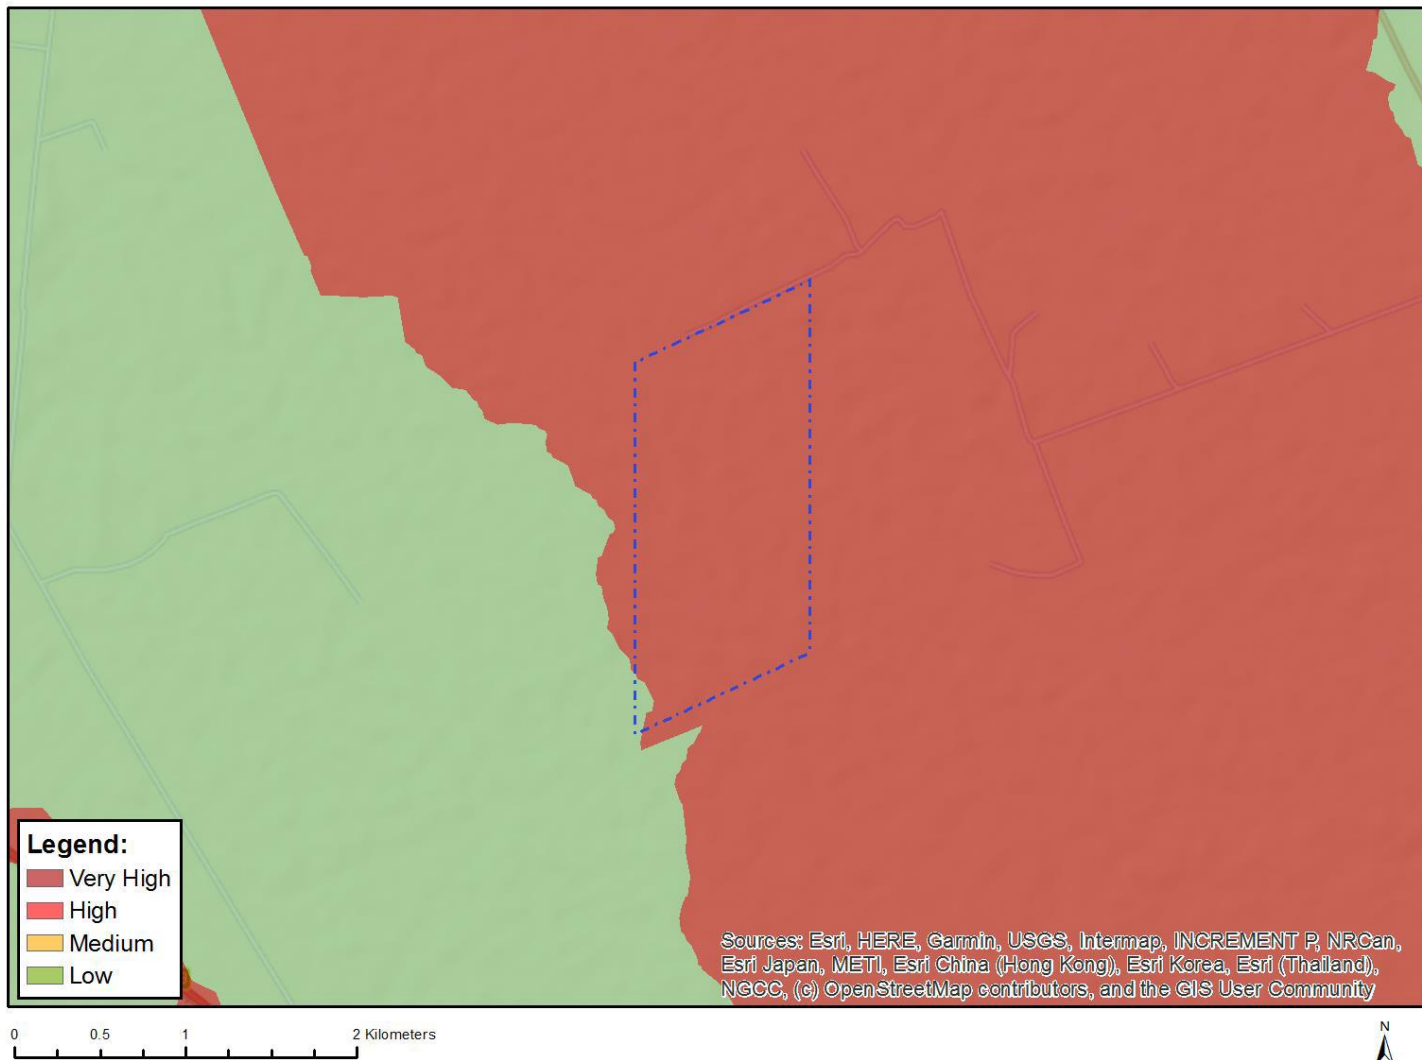 Legend:
Very High
High
Medium
Low
Sources: Esri, HERE, Garmin, USGS, Intermap, INCREMENT P, NRCan,
Esri Japan, METI, Esri China (Hong Kong), Esri Korea, Esri (Thailand),
NGCC, (c) OpenStreetMap contributors, and the GIS User Community
0 0.5 1 2 Kilometers
N